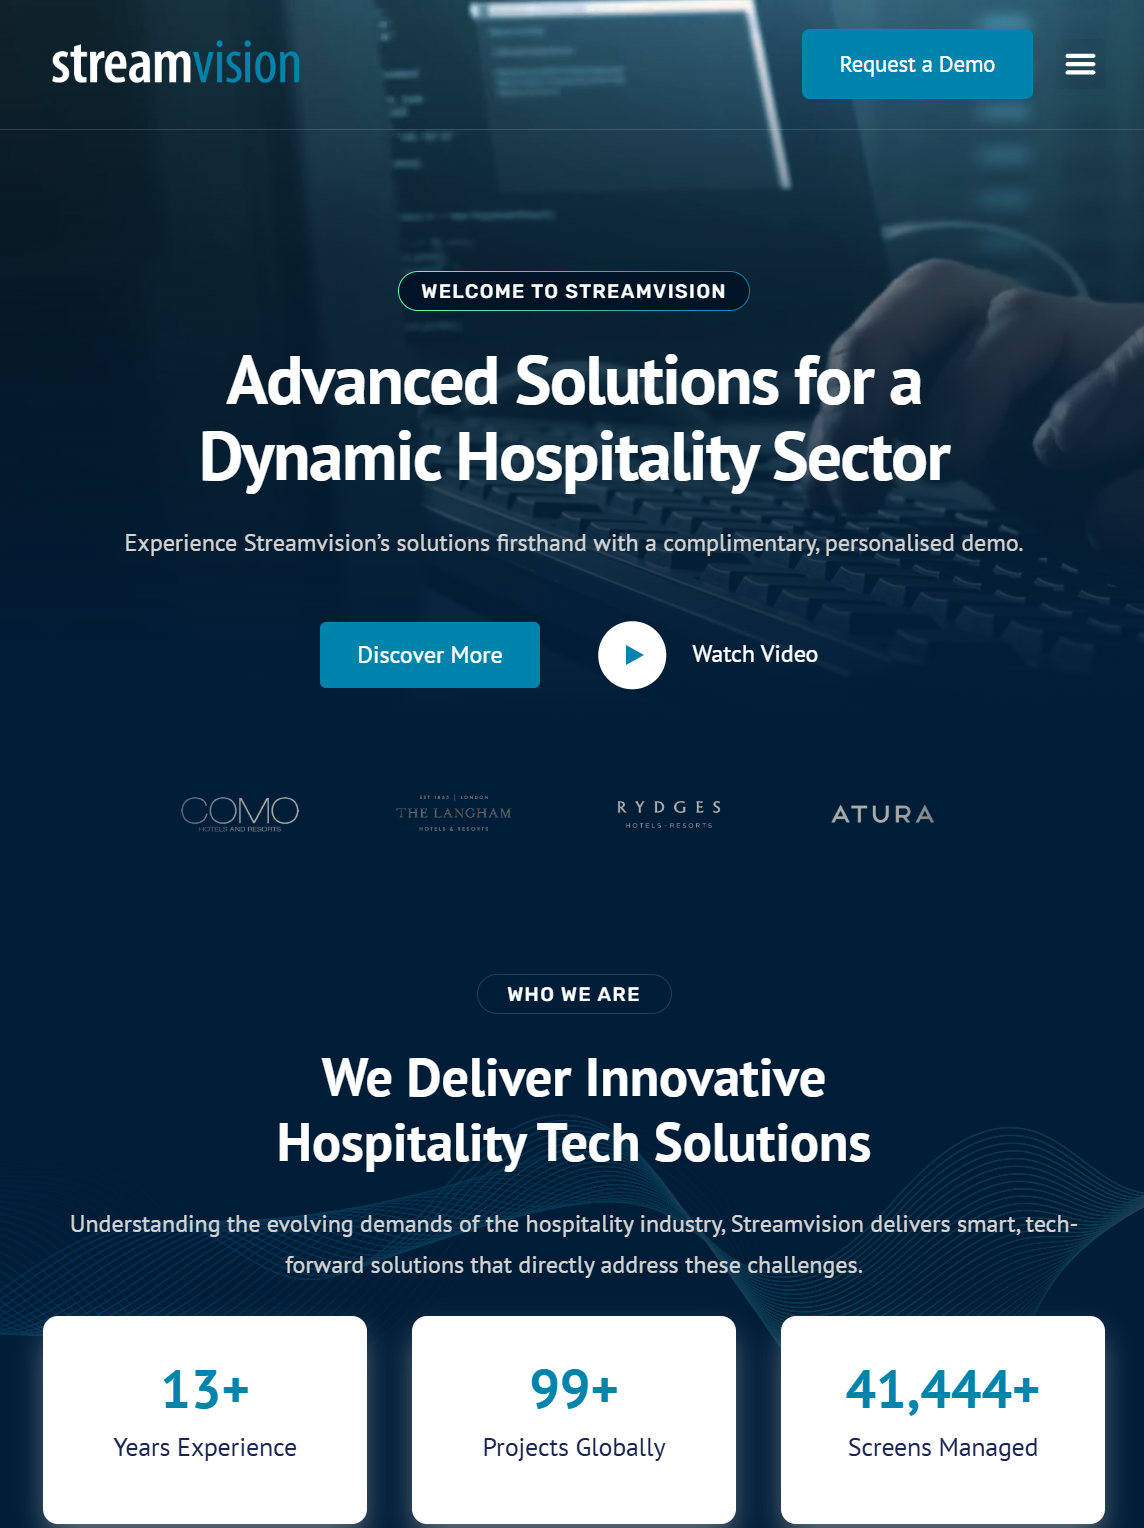 streamvision
Request a Demo
WELCOME TO STREAMVISION
Advanced Solutions for a
Dynamic Hospitality Sector
Experience Streamvision’s solutions firsthand with a complimentary, personalised demo.
Discover More
Watch Video
COMO
HOTELS AND RESORTS
EST 1865 | LONDON
THE LANGHAM
HOTELS & RESORTS
RYDGES
HOTELS · RESORTS
ATURA
WHO WE ARE
We Deliver Innovative
Hospitality Tech Solutions
Understanding the evolving demands of the hospitality industry, Streamvision delivers smart, tech-
forward solutions that directly address these challenges.
13+
Years Experience
99+
Projects Globally
41,444+
Screens Managed